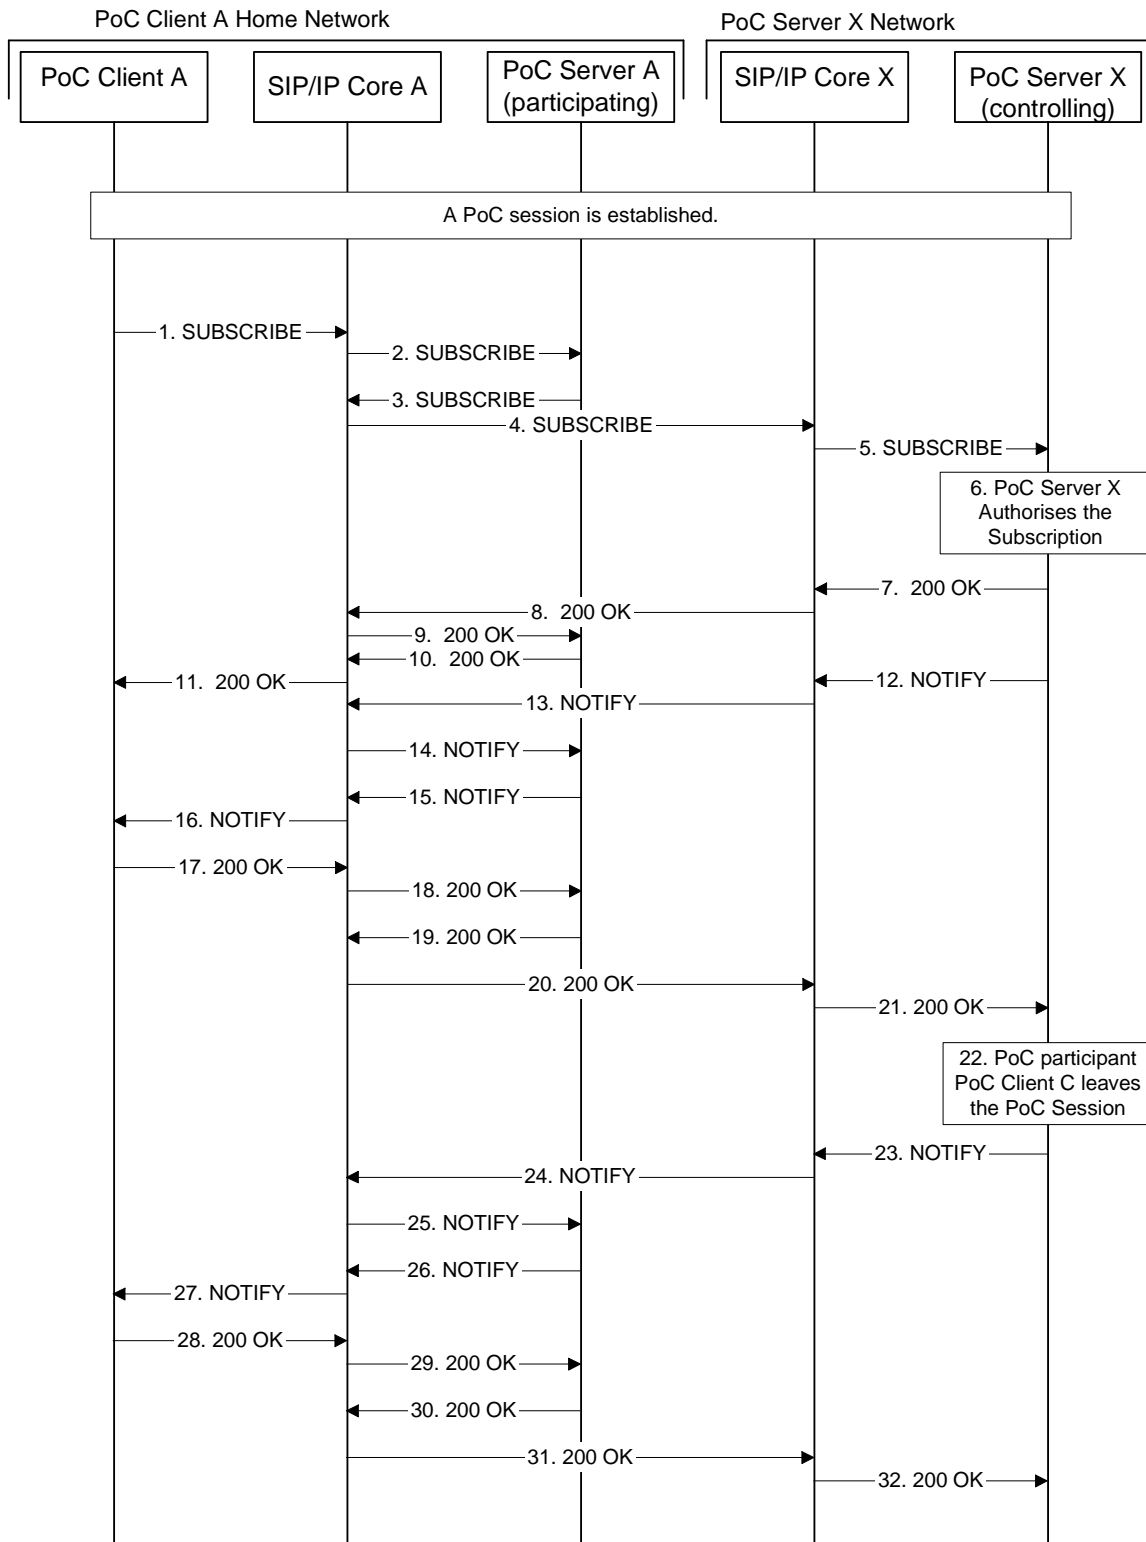 PoC Client A Home Network
PoC Server X Network
PoC Client A
SIP/IP Core A
PoC Server A
(participating)
SIP/IP Core X
PoC Server X
(controlling)
A PoC session is established.
1. SUBSCRIBE
2. SUBSCRIBE
3. SUBSCRIBE
4. SUBSCRIBE
5. SUBSCRIBE
6. PoC Server X
Authorises the
Subscription
7.  200 OK
8.  200 OK
9.  200 OK
10.  200 OK
11.  200 OK
12. NOTIFY
13. NOTIFY
14. NOTIFY
15. NOTIFY
16. NOTIFY
17. 200 OK
18. 200 OK
19. 200 OK
20. 200 OK
21. 200 OK
22. PoC participant
PoC Client C leaves
the PoC Session
23. NOTIFY
24. NOTIFY
25. NOTIFY
26. NOTIFY
27. NOTIFY
28. 200 OK
29. 200 OK
30. 200 OK
31. 200 OK
32. 200 OK